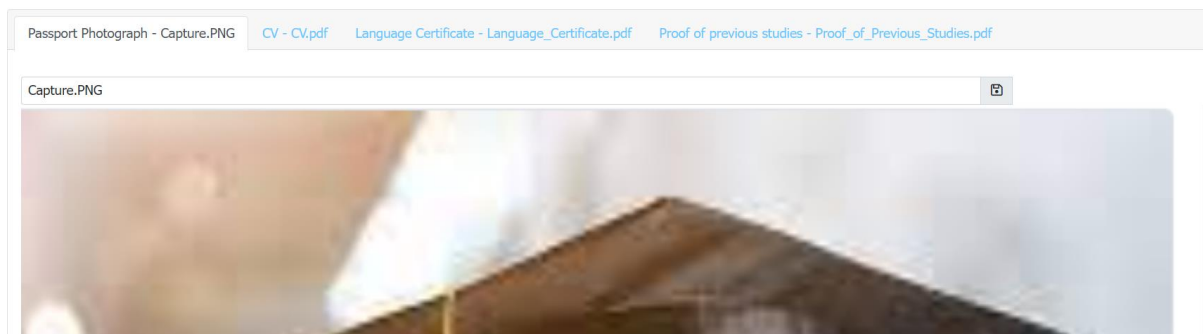 Passport Photograph - Capture.PNG CV - CV.pdf Language Certificate - Language_Certificate.pdf Proof of previous studies - Proof_of_Previous_Studies.pdf
Capture.PNG